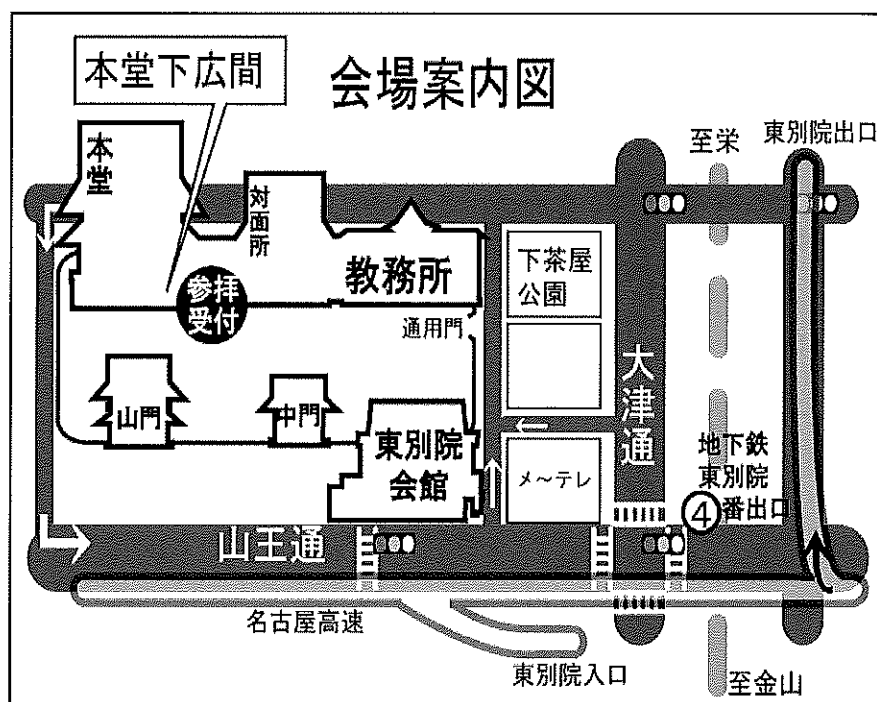 会場案内図
本堂下広間
至栄
東別院出口
本堂
対面所
教務所
下茶屋
公園
参拝
受付
通用門
大津通
山門
中門
東別院
会館
メ～テレ
地下鉄
東別院
④番出口
山王通
名古屋高速
東別院入口
至金山